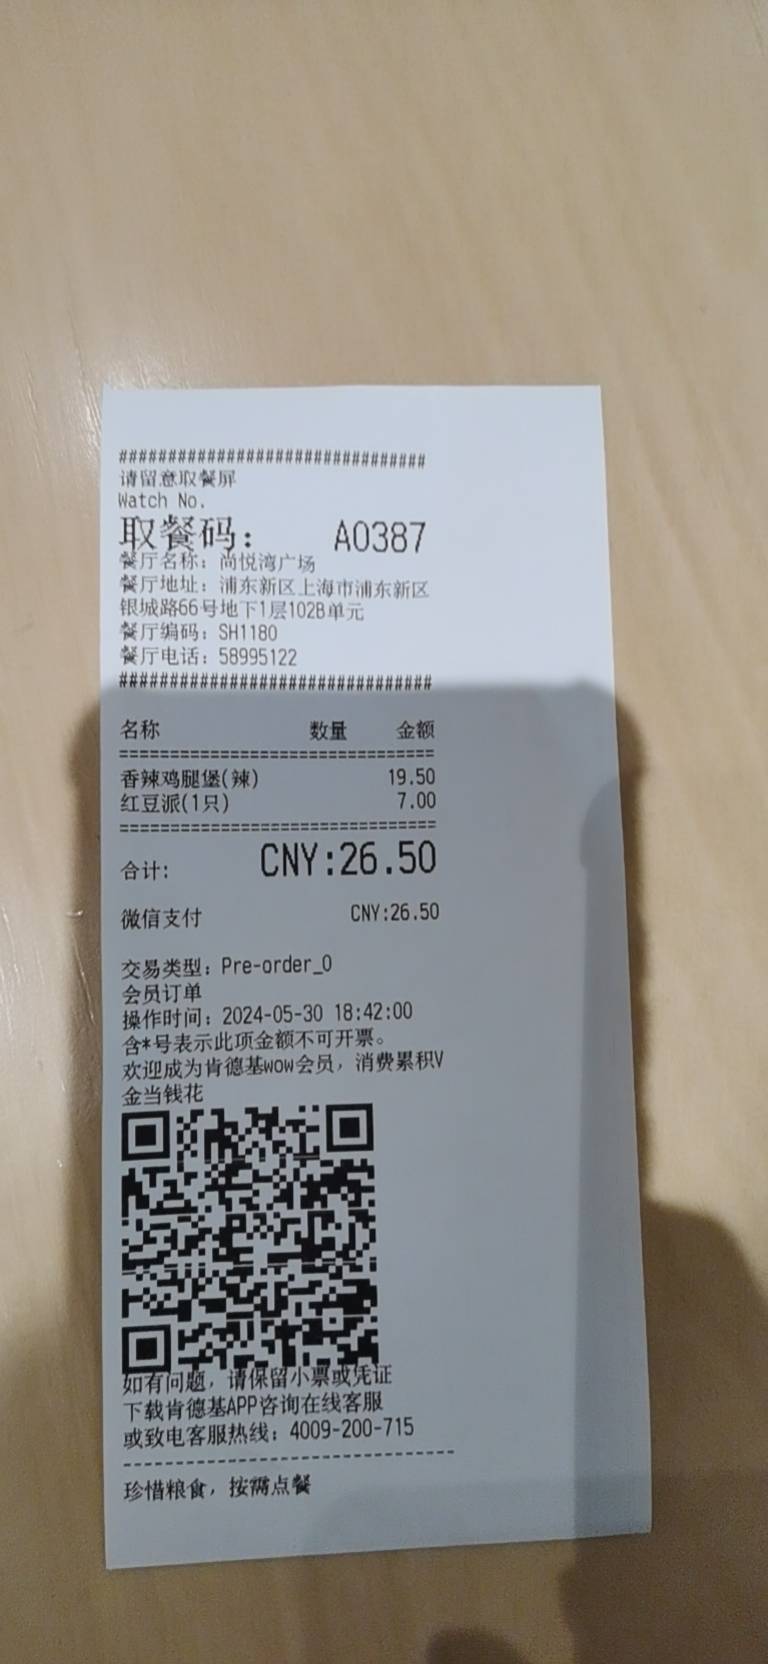 ###############################
请留意取餐屏
Watch No.
取餐码： A0387
餐厅名称：尚悦湾广场
餐厅地址：浦东新区上海市浦东新区
银城路66号地下1层102B单元
餐厅编码：SH1180
餐厅电话：58995122
################################
名称 数量 金额
================================
香辣鸡腿堡(辣) 19.50
红豆派(1只) 7.00
================================
合计: CNY:26.50
微信支付 CNY:26.50
交易类型：Pre-order_0
会员订单
操作时间：2024-05-30 18:42:00
含*号表示此项金额不可开票。
欢迎成为肯德基wow会员，消费累积V
金当钱花
如有问题，请保留小票或凭证
下载肯德基APP咨询在线客服
或致电客服热线：4009-200-715
----------------------------------
珍惜粮食，按需点餐